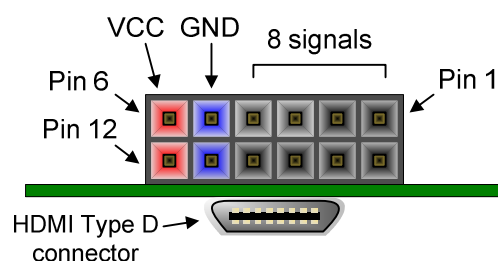 VCC GND
8 signals
Pin 6
Pin 1
Pin 12
HDMI Type D
connector